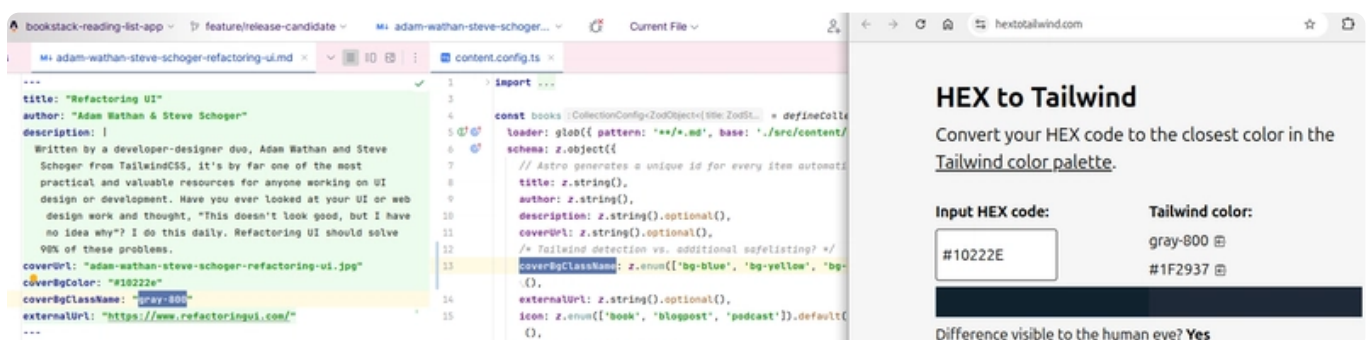 bookstack-reading-list-app
feature/release-candidate
adam-wathan-steve-schoger...
Current File
hextotailwind.com
M↓ adam-wathan-steve-schoger-refactoring-ui.md
content.config.ts
---
title: "Refactoring UI"
author: "Adam Wathan & Steve Schoger"
description: |
Written by a developer-designer duo, Adam Wathan and Steve
Schoger from TailwindCSS, it's by far one of the most
practical and valuable resources for anyone working on UI
design or development. Have you ever looked at your UI or web
design work and thought, "This doesn't look good, but I have
no idea why"? I do this daily. Refactoring UI should solve
90% of these problems.
coverUrl: "adam-wathan-steve-schoger-refactoring-ui.jpg"
coverBgColor: "#10222e"
coverBgClassName: "gray-800"
externalUrl: "https://www.refactoringui.com/"
---
1 import ...
3
4 const books : CollectionConfig<ZodObject<{ title: ZodSt... = defineColle
5 loader: glob({ pattern: '**/*.md', base: './src/content/
6 schema: z.object({
7 // Astro generates a unique id for every item automati
8 title: z.string(),
9 author: z.string(),
10 description: z.string().optional(),
11 coverUrl: z.string().optional(),
12 /* Tailwind detection vs. additional safelisting? */
13 coverBgClassName: z.enum(['bg-blue', 'bg-yellow', 'bg-
(),
14 externalUrl: z.string().optional(),
15 icon: z.enum(['book', 'blogpost', 'podcast']).default(
(),
HEX to Tailwind
Convert your HEX code to the closest color in the
Tailwind color palette.
Input HEX code:
#10222E
Tailwind color:
gray-800
#1F2937
Difference visible to the human eye? Yes